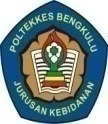 POLTEKKES BENGKULU
JURUSAN KEBIDANAN